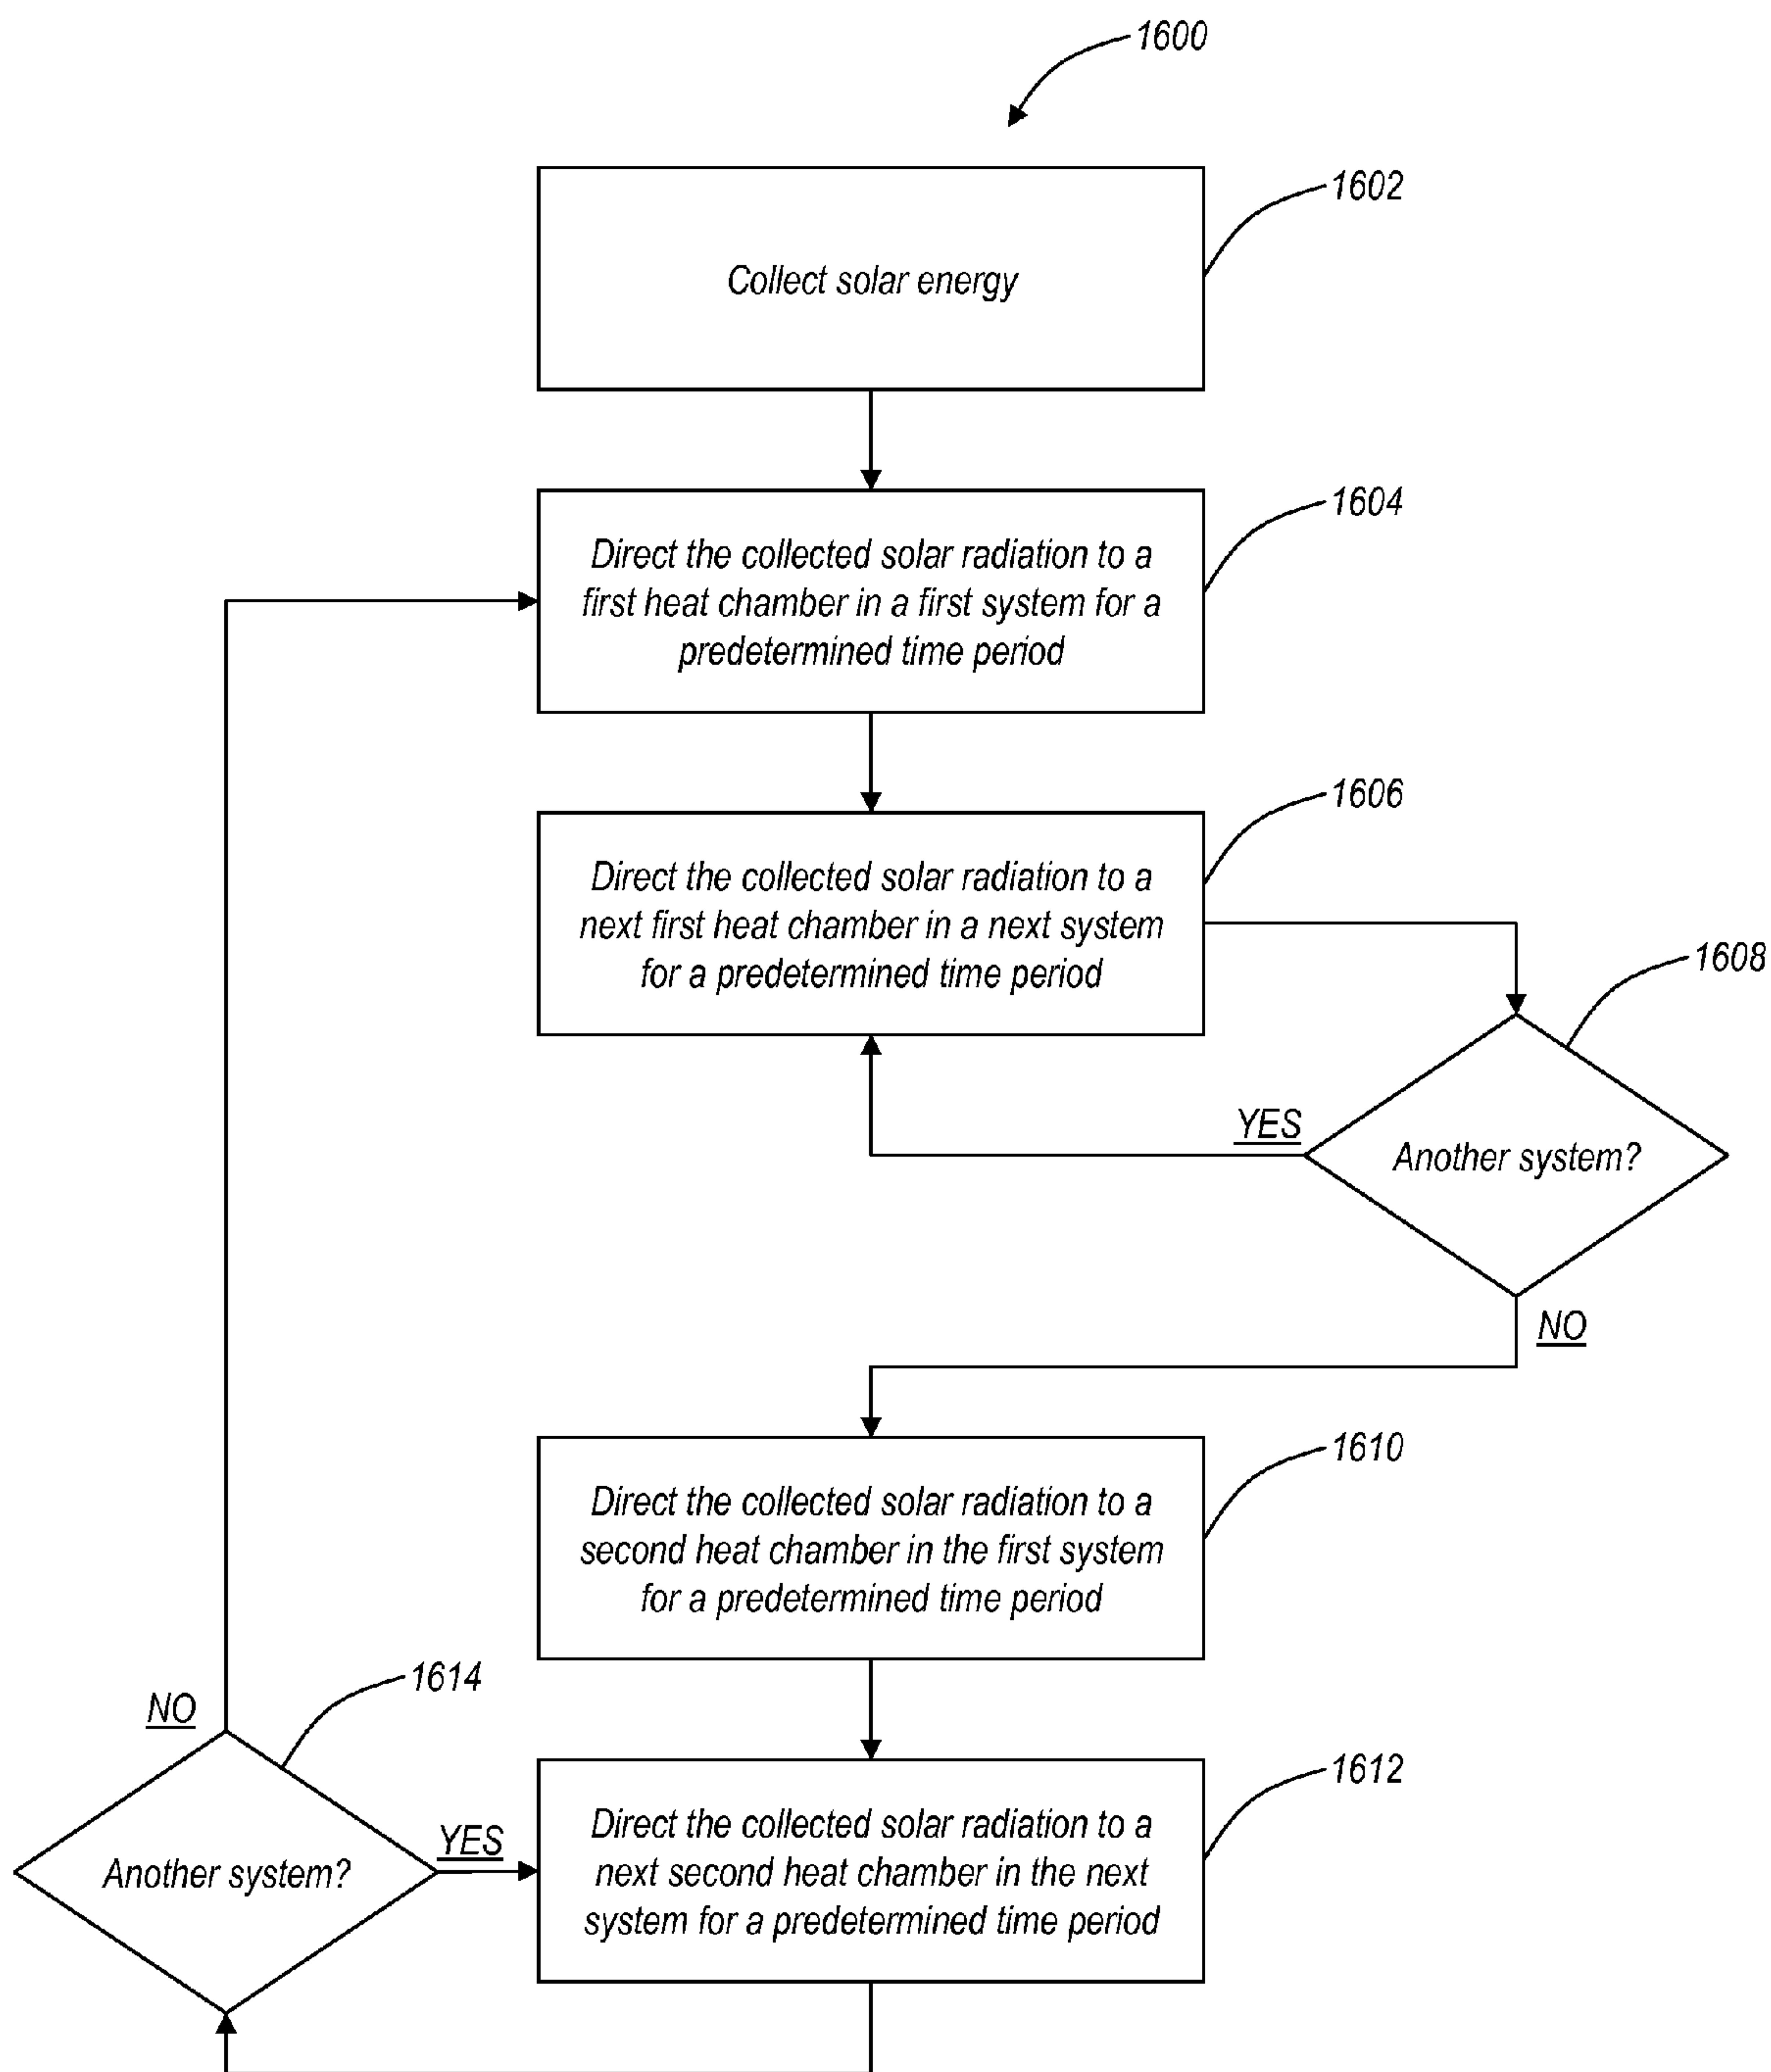 1600
1602
Collect solar energy
1604
Direct the collected solar radiation to a
first heat chamber in a first system for a
predetermined time period
1606
Direct the collected solar radiation to a
next first heat chamber in a next system
for a predetermined time period
1608
YES
Another system?
NO
1610
Direct the collected solar radiation to a
second heat chamber in the first system
for a predetermined time period
1614
NO
1612
Direct the collected solar radiation to a
next second heat chamber in the next
system for a predetermined time period
YES
Another system?